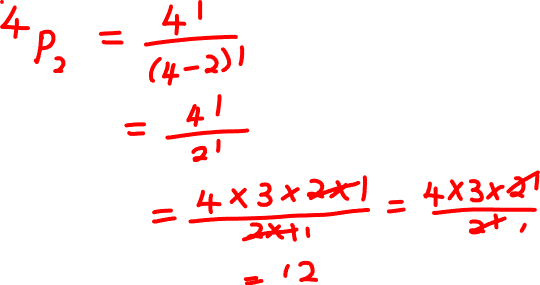 ⁴P₂ = 4! / (4-2)!
= 4! / 2!
= 4 × 3 × 2 × 1 / 2 × 1 = 4 × 3 × 2! / 2!
= 12